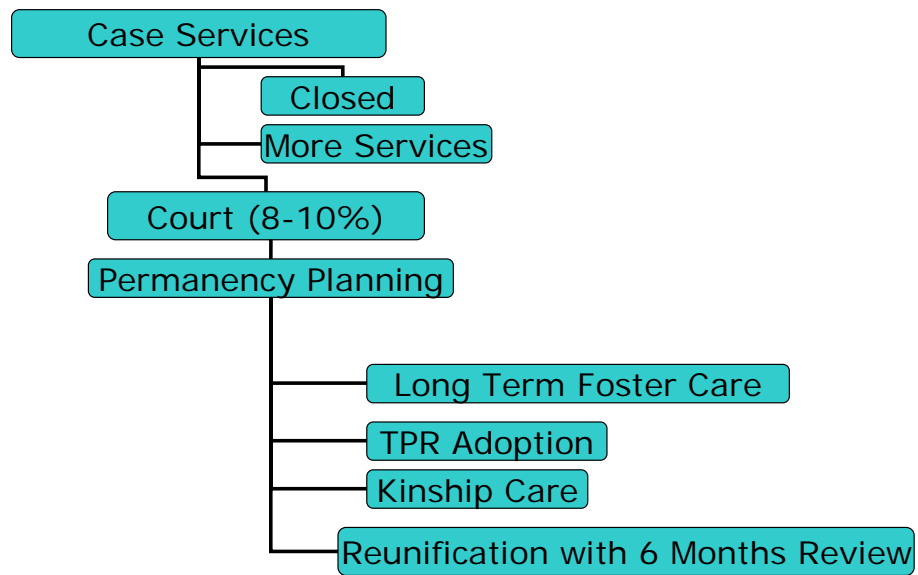 Case Services
Closed
More Services
Court (8-10%)
Permanency Planning
Long Term Foster Care
TPR Adoption
Kinship Care
Reunification with 6 Months Review